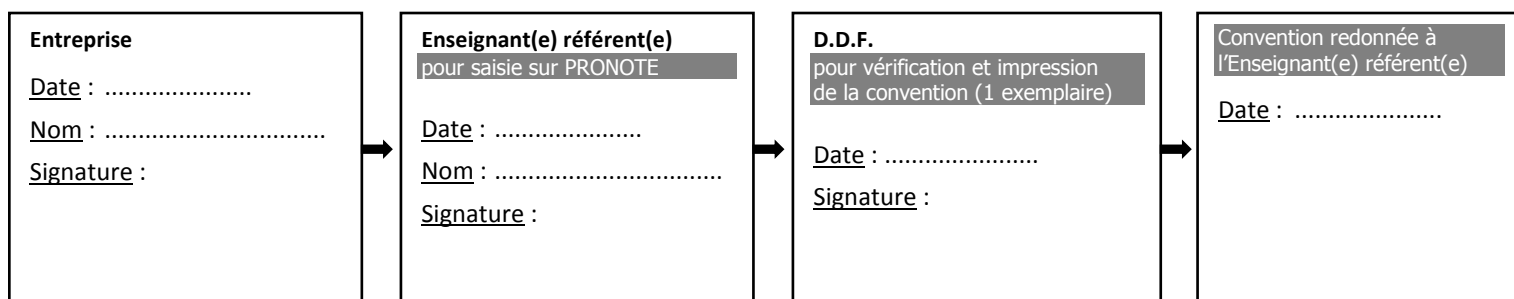 Entreprise
Date : ......................
Nom : .................................
Signature :
Enseignant(e) référent(e)
pour saisie sur PRONOTE
Date : ......................
Nom : ..................................
Signature :
D.D.F.
pour vérification et impression
de la convention (1 exemplaire)
Date : .......................
Signature :
Convention redonnée à
l'Enseignant(e) référent(e)
Date : ......................